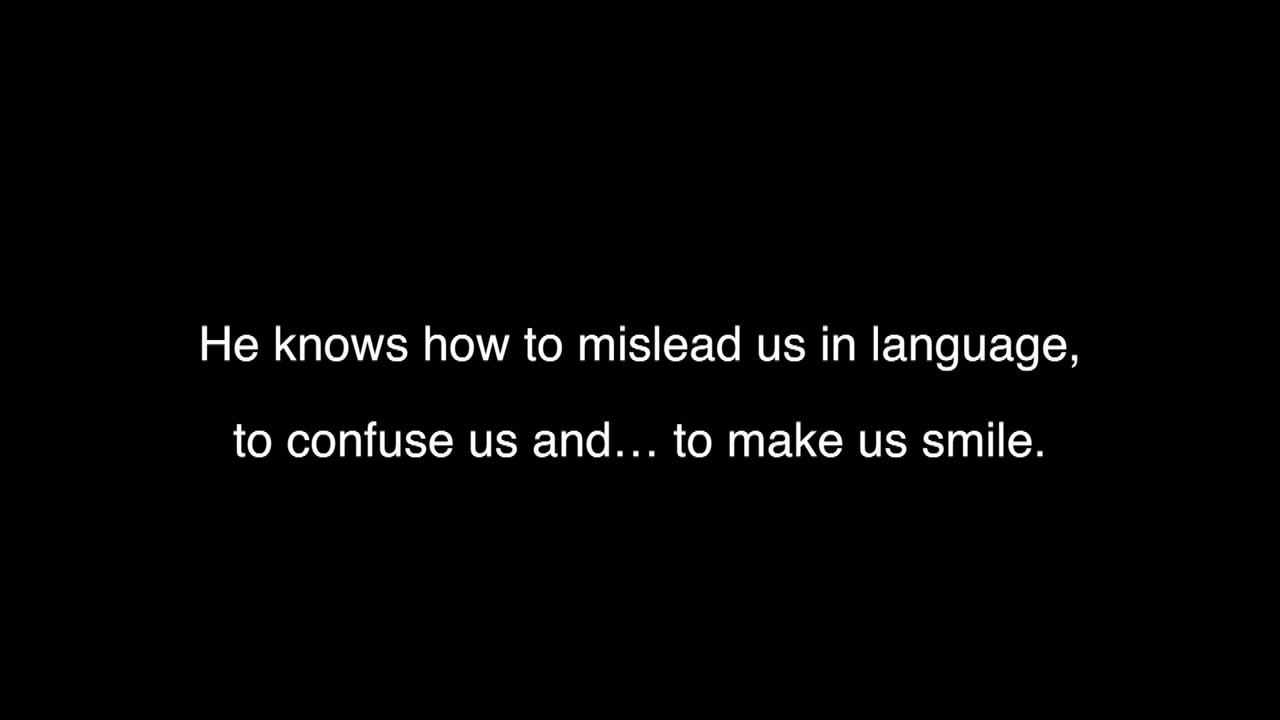 He knows how to mislead us in language,
to confuse us and… to make us smile.